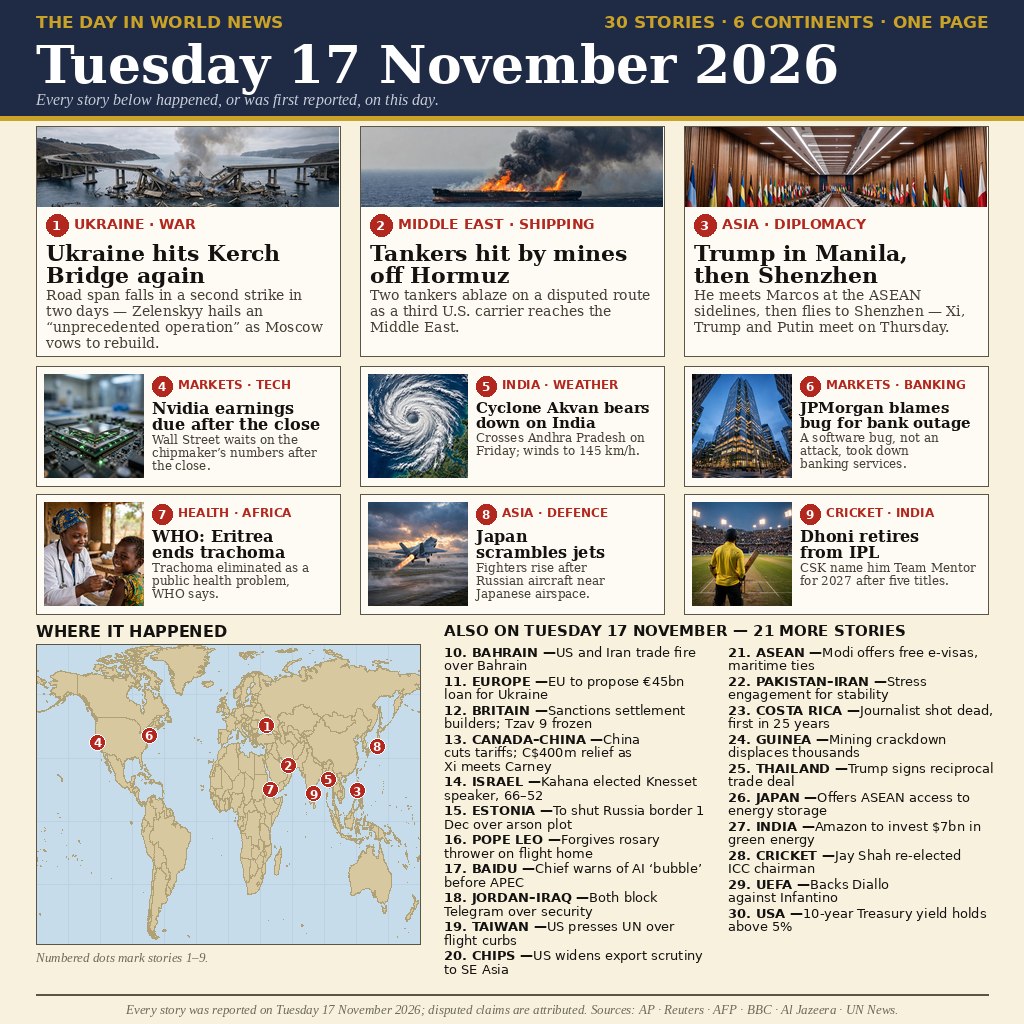 THE DAY IN WORLD NEWS
30 STORIES · 6 CONTINENTS · ONE PAGE
Tuesday 17 November 2026
Every story below happened, or was first reported, on this day.
1 UKRAINE · WAR
Ukraine hits Kerch
Bridge again
Road span falls in a second strike in
two days — Zelenskyy hails an
“unprecedented operation” as Moscow
vows to rebuild.
2 MIDDLE EAST · SHIPPING
Tankers hit by mines
off Hormuz
Two tankers ablaze on a disputed route
as a third U.S. carrier reaches the
Middle East.
3 ASIA · DIPLOMACY
Trump in Manila,
then Shenzhen
He meets Marcos at the ASEAN
sidelines, then flies to Shenzhen — Xi,
Trump and Putin meet on Thursday.
4 MARKETS · TECH
Nvidia earnings
due after the close
Wall Street waits on the
chipmaker’s numbers after
the close.
5 INDIA · WEATHER
Cyclone Akvan bears
down on India
Crosses Andhra Pradesh on
Friday; winds to 145 km/h.
6 MARKETS · BANKING
JPMorgan blames
bug for bank outage
A software bug, not an
attack, took down
banking services.
7 HEALTH · AFRICA
WHO: Eritrea
ends trachoma
Trachoma eliminated as a
public health problem,
WHO says.
8 ASIA · DEFENCE
Japan
scrambles jets
Fighters rise after
Russian aircraft near
Japanese airspace.
9 CRICKET · INDIA
Dhoni retires
from IPL
CSK name him Team Mentor
for 2027 after five titles.
WHERE IT HAPPENED
1
4
6
8
2
5
7
9
3
Numbered dots mark stories 1–9.
ALSO ON TUESDAY 17 NOVEMBER — 21 MORE STORIES
10. BAHRAIN —US and Iran trade fire
over Bahrain
11. EUROPE —EU to propose €45bn
loan for Ukraine
12. BRITAIN —Sanctions settlement
builders; Tzav 9 frozen
13. CANADA–CHINA —China
cuts tariffs; C$400m relief as
Xi meets Carney
14. ISRAEL —Kahana elected Knesset
speaker, 66–52
15. ESTONIA —To shut Russia border 1
Dec over arson plot
16. POPE LEO —Forgives rosary
thrower on flight home
17. BAIDU —Chief warns of AI ‘bubble’
before APEC
18. JORDAN–IRAQ —Both block
Telegram over security
19. TAIWAN —US presses UN over
flight curbs
20. CHIPS —US widens export scrutiny
to SE Asia
21. ASEAN —Modi offers free e-visas,
maritime ties
22. PAKISTAN–IRAN —Stress
engagement for stability
23. COSTA RICA —Journalist shot dead,
first in 25 years
24. GUINEA —Mining crackdown
displaces thousands
25. THAILAND —Trump signs reciprocal
trade deal
26. JAPAN —Offers ASEAN access to
energy storage
27. INDIA —Amazon to invest $7bn in
green energy
28. CRICKET —Jay Shah re-elected
ICC chairman
29. UEFA —Backs Diallo
against Infantino
30. USA —10-year Treasury yield holds
above 5%
Every story was reported on Tuesday 17 November 2026; disputed claims are attributed. Sources: AP · Reuters · AFP · BBC · Al Jazeera · UN News.